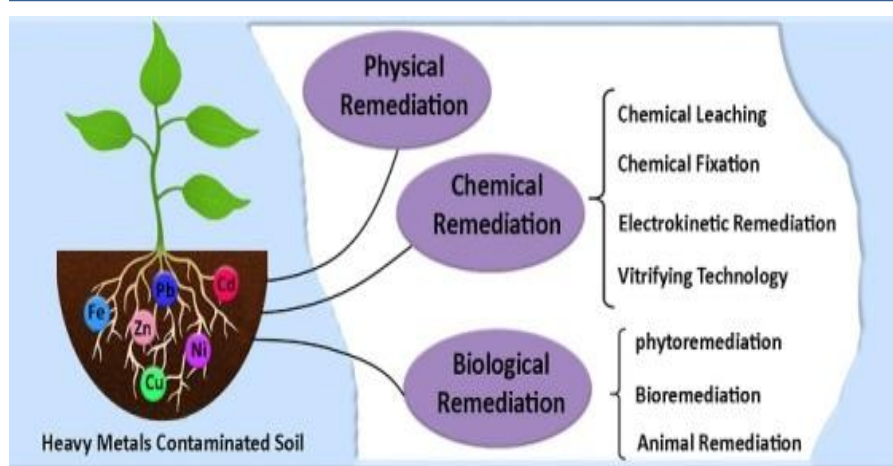 Physical
Remediation
Chemical
Remediation
Chemical Leaching
Chemical Fixation
Electrokinetic Remediation
Vitrifying Technology
Biological
Remediation
phytoremediation
Bioremediation
Animal Remediation
Cd
Pb
Fe
Zn
Ni
Cu
Heavy Metals Contaminated Soil